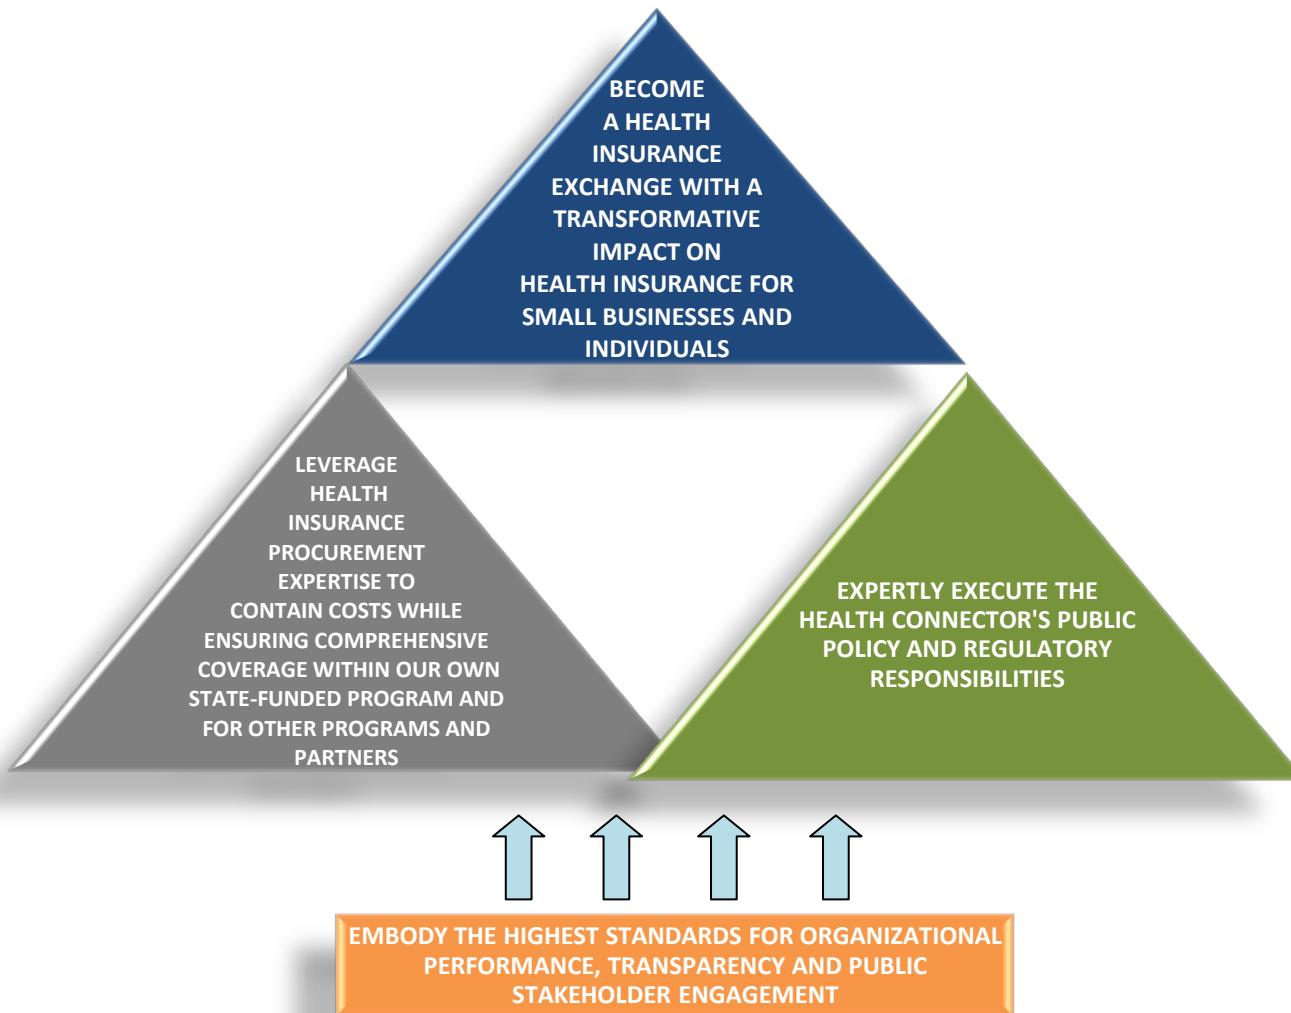 BECOME
A HEALTH
INSURANCE
EXCHANGE WITH A
TRANSFORMATIVE
IMPACT ON
HEALTH INSURANCE FOR
SMALL BUSINESSES AND
INDIVIDUALS
LEVERAGE
HEALTH
INSURANCE
PROCUREMENT
EXPERTISE TO
CONTAIN COSTS WHILE
ENSURING COMPREHENSIVE
COVERAGE WITHIN OUR OWN
STATE-FUNDED PROGRAM AND
FOR OTHER PROGRAMS AND
PARTNERS
EXPERTLY EXECUTE THE
HEALTH CONNECTOR'S PUBLIC
POLICY AND REGULATORY
RESPONSIBILITIES
EMBODY THE HIGHEST STANDARDS FOR ORGANIZATIONAL
PERFORMANCE, TRANSPARENCY AND PUBLIC
STAKEHOLDER ENGAGEMENT